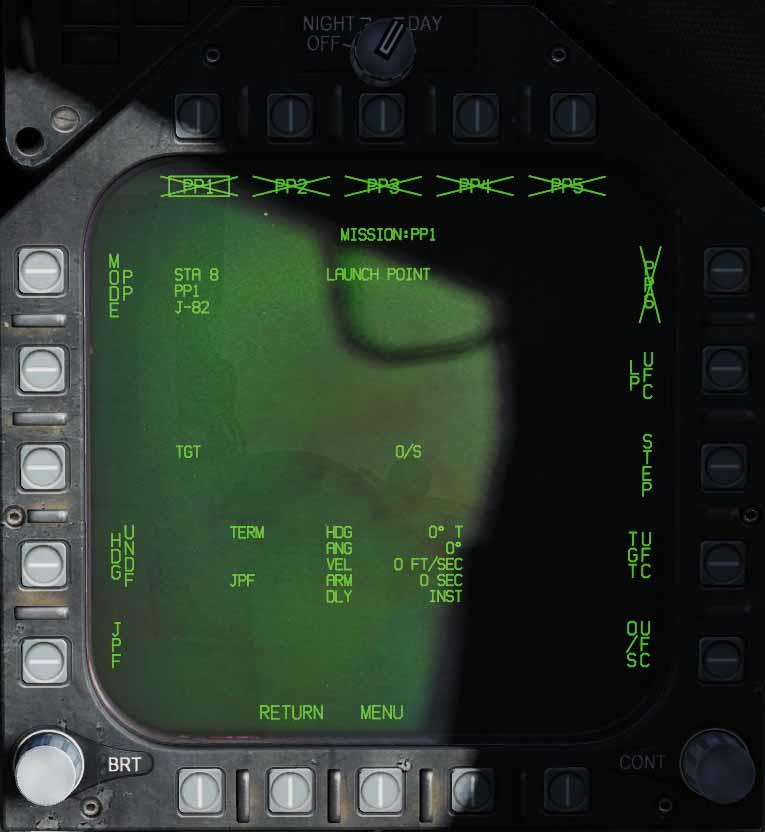 NIGHT DAY
OFF
PP1 PP2 PP3 PP4 PP5
MISSION:PP1
MODE PP
STA 8
PP1
J-82
LAUNCH POINT
PPAS
LP UFC
STEP
TGT O/S
HDG UNDF
TERM HDG 0° T
ANG 0°
VEL 0 FT/SEC
JPF ARM 0 SEC
DLY INST
TGT UFC
JPF
O/S UFC
RETURN MENU
BRT
CONT